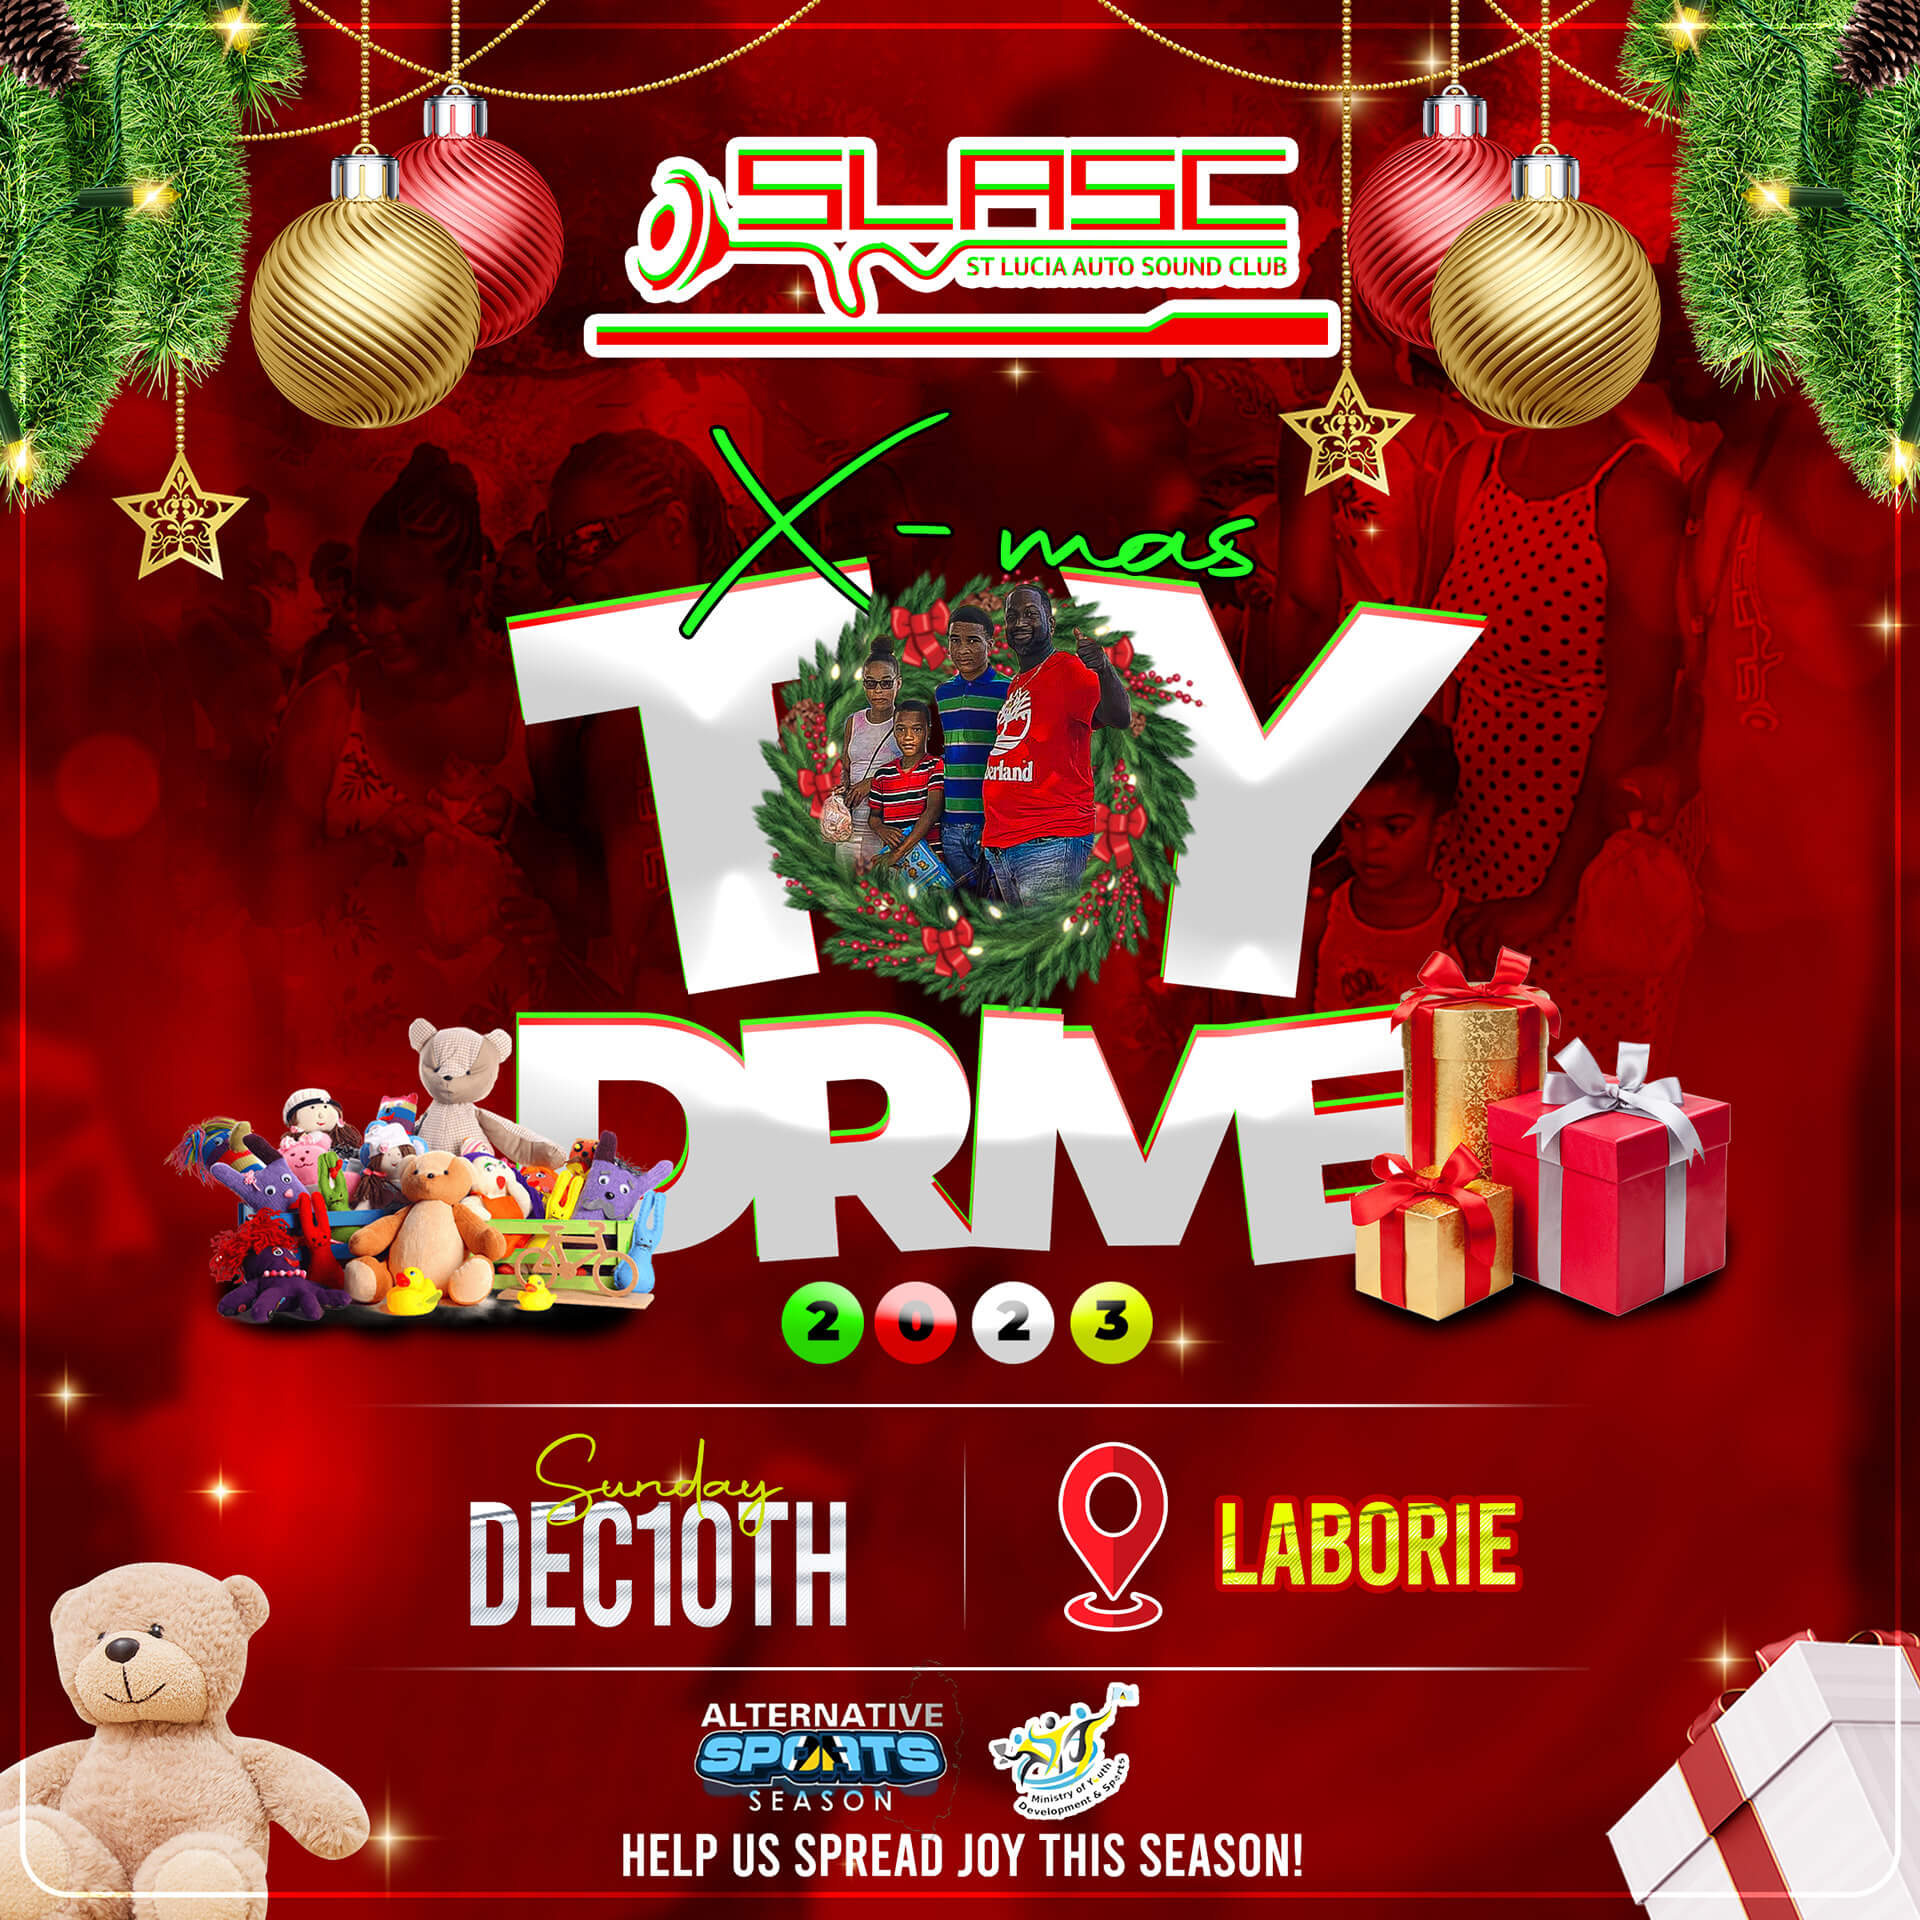 SLASC
ST LUCIA AUTO SOUND CLUB
X-mas
TOY
erland
DRIVE
2023
Sunday
DEC10TH
LABORIE
ALTERNATIVE
SPORTS
SEASON
Ministry of Youth
Development & Sports
HELP US SPREAD JOY THIS SEASON!